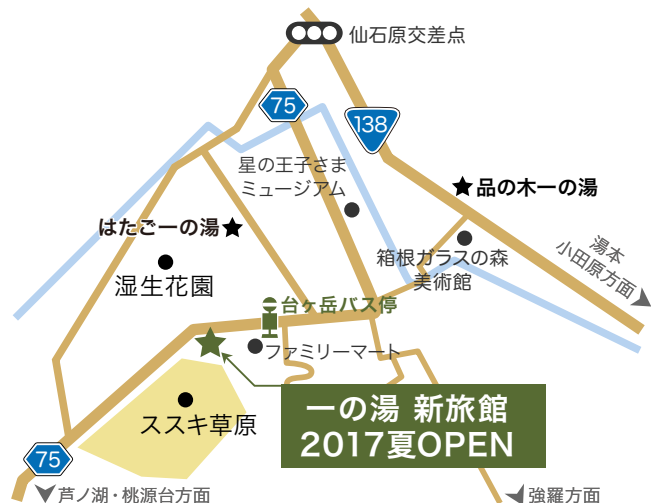 仙石原交差点
75
138
星の王子さま
ミュージアム
品の木一の湯
はたご一の湯
箱根ガラスの森
美術館
湯本
小田原方面
湿生花園
台ヶ岳バス停
ファミリーマート
ススキ草原
一の湯 新旅館
2017夏OPEN
75
芦ノ湖・桃源台方面
強羅方面